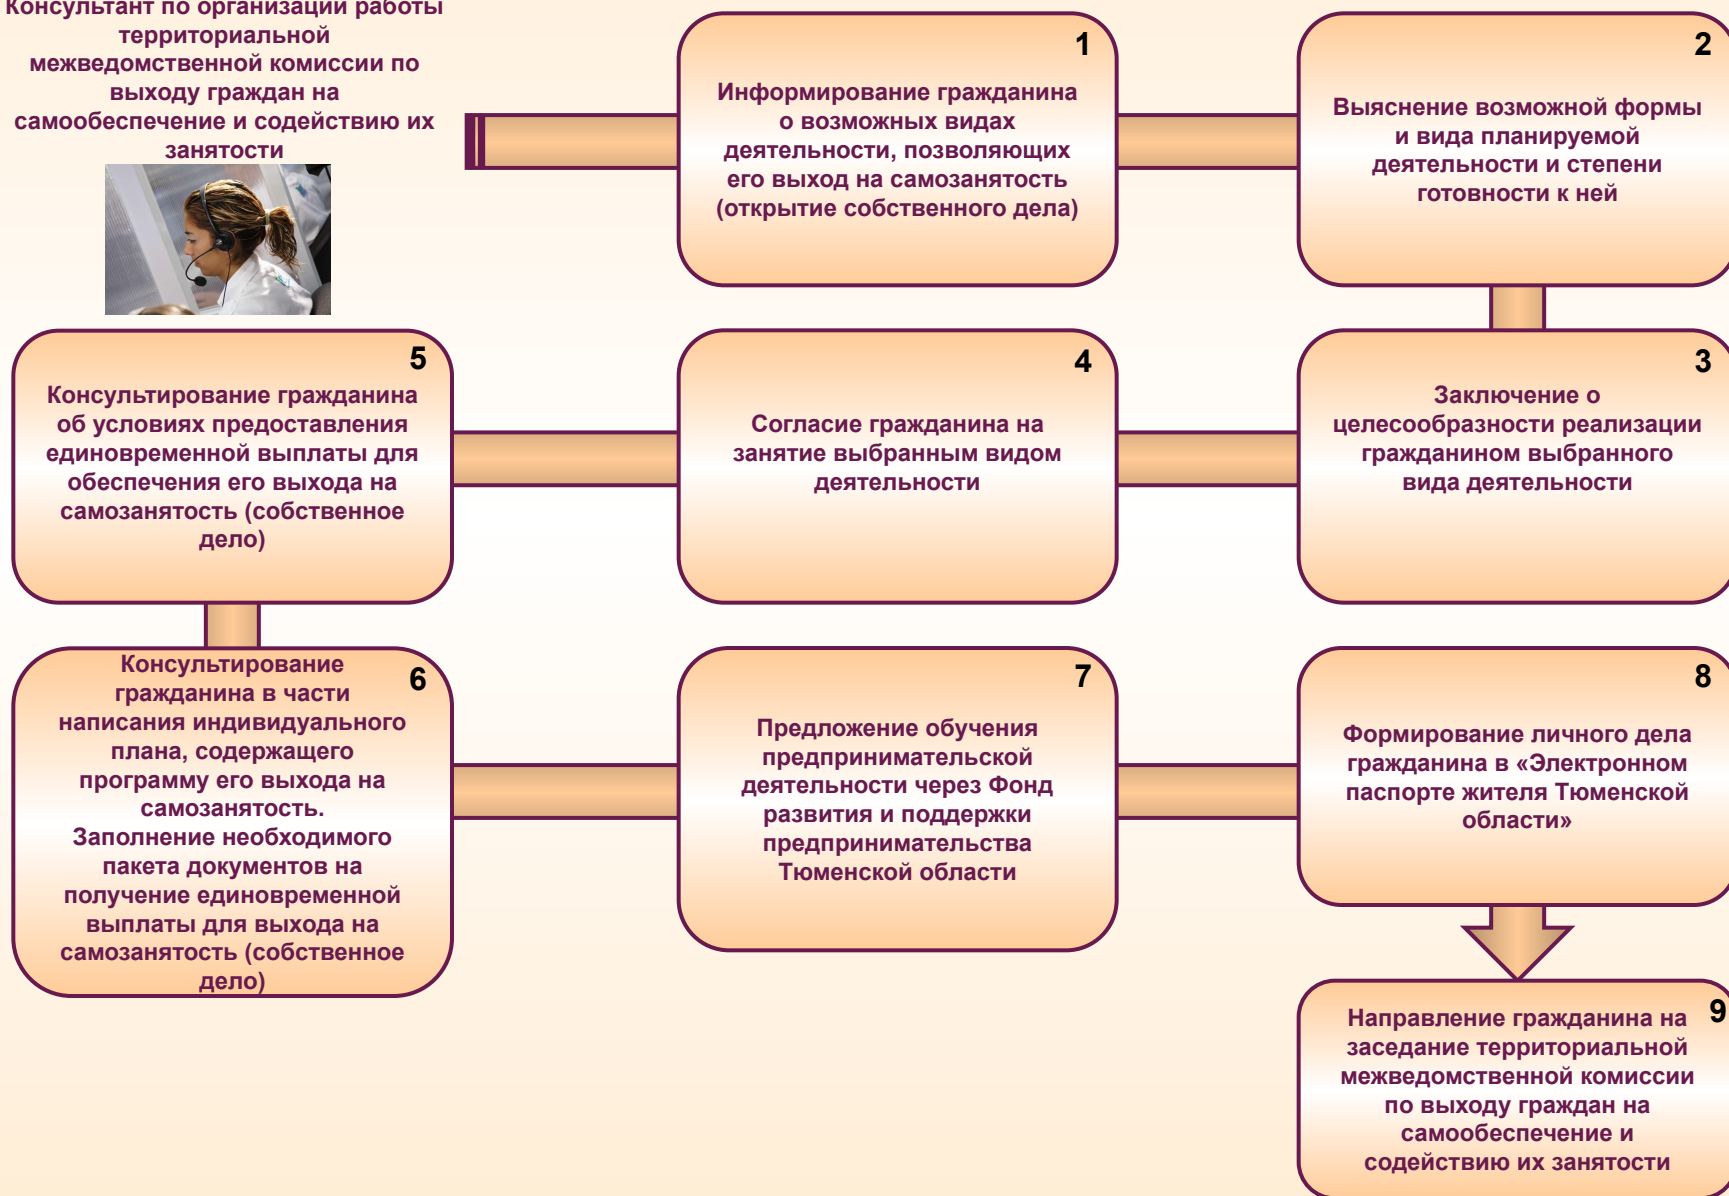 Консультант по организации работы
территориальной
межведомственной комиссии по
выходу граждан на
самообеспечение и содействию их
занятости
1
Информирование гражданина
о возможных видах
деятельности, позволяющих
его выход на самозанятость
(открытие собственного дела)
2
Выяснение возможной формы
и вида планируемой
деятельности и степени
готовности к ней
3
Заключение о
целесообразности реализации
гражданином выбранного
вида деятельности
4
Согласие гражданина на
занятие выбранным видом
деятельности
5
Консультирование гражданина
об условиях предоставления
единовременной выплаты для
обеспечения его выхода на
самозанятость (собственное
дело)
6
Консультирование
гражданина в части
написания индивидуального
плана, содержащего
программу его выхода на
самозанятость.
Заполнение необходимого
пакета документов на
получение единовременной
выплаты для выхода на
самозанятость (собственное
дело)
7
Предложение обучения
предпринимательской
деятельности через Фонд
развития и поддержки
предпринимательства
Тюменской области
8
Формирование личного дела
гражданина в «Электронном
паспорте жителя Тюменской
области»
9
Направление гражданина на
заседание территориальной
межведомственной комиссии
по выходу граждан на
самообеспечение и
содействию их занятости